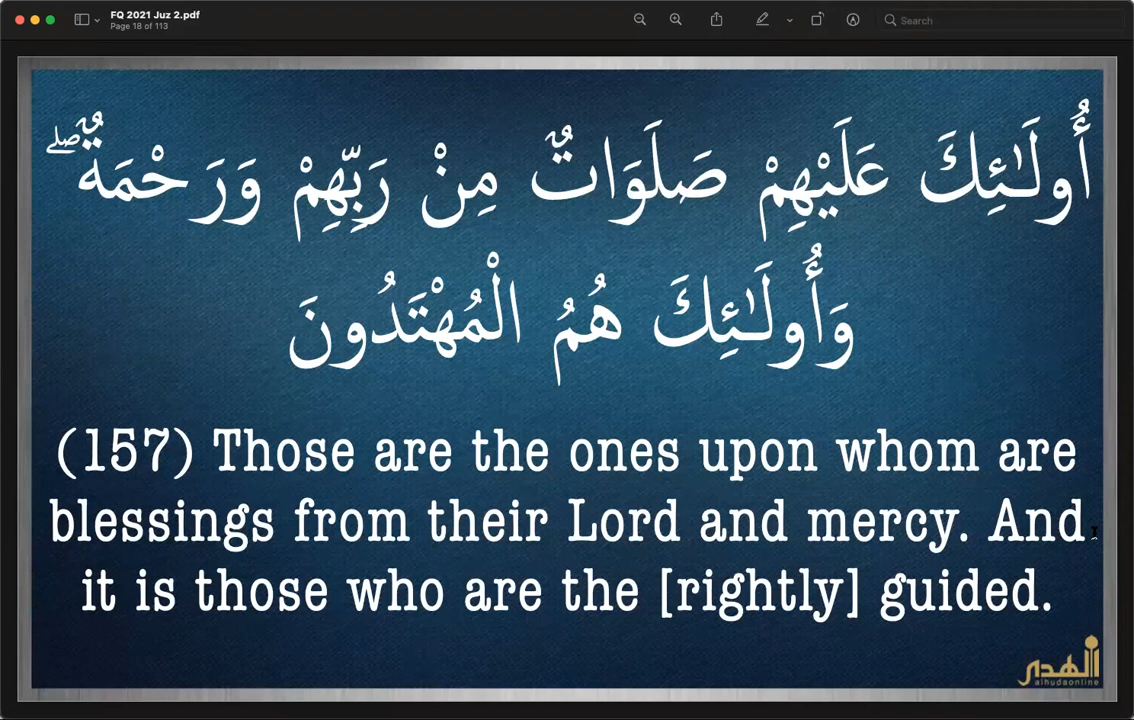 FQ 2021 Juz 2.pdf
Page 18 of 113
Search
أُولَـٰئِكَ عَلَيْهِمْ صَلَوَاتٌ مِنْ رَبِّهِمْ وَرَحْمَةٌ ۖ
وَأُولَـٰئِكَ هُمُ الْمُهْتَدُونَ
(157) Those are the ones upon whom are
blessings from their Lord and mercy. And
it is those who are the [rightly] guided.
الهدى
alhudaonline